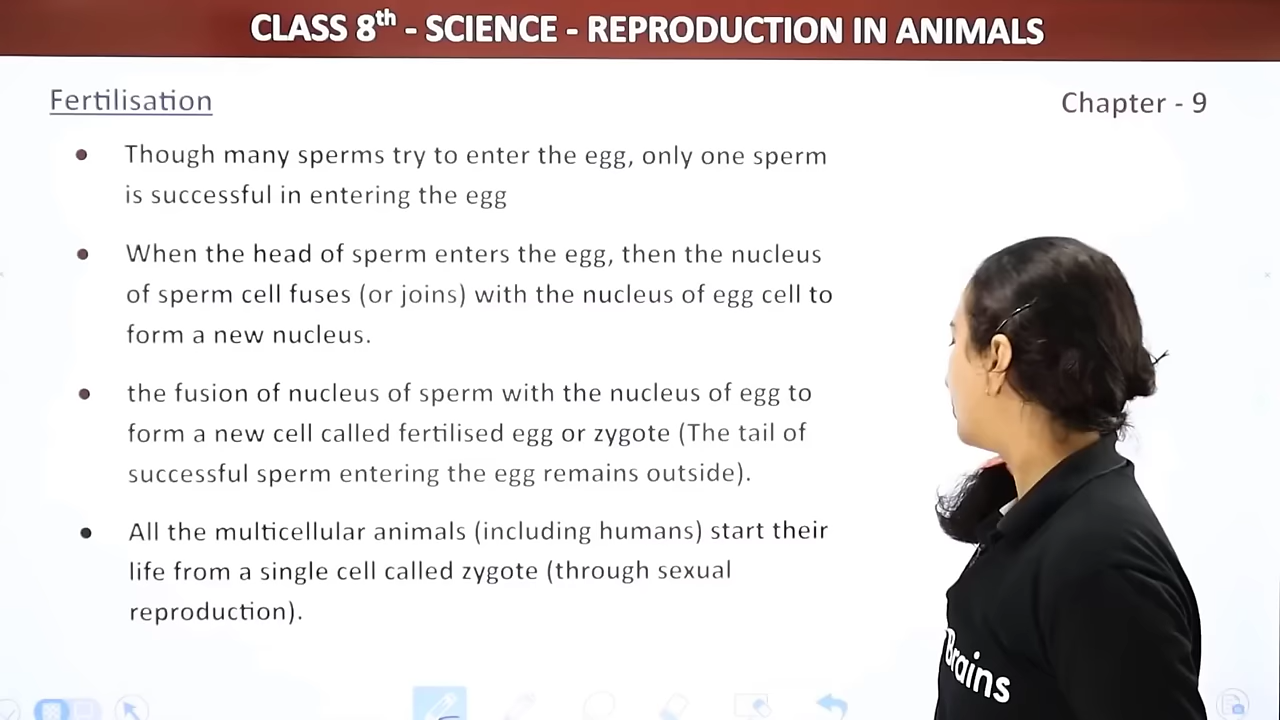 CLASS 8th - SCIENCE - REPRODUCTION IN ANIMALS
Fertilisation
Chapter - 9
• Though many sperms try to enter the egg, only one sperm
is successful in entering the egg
• When the head of sperm enters the egg, then the nucleus
of sperm cell fuses (or joins) with the nucleus of egg cell to
form a new nucleus.
• the fusion of nucleus of sperm with the nucleus of egg to
form a new cell called fertilised egg or zygote (The tail of
successful sperm entering the egg remains outside).
• All the multicellular animals (including humans) start their
life from a single cell called zygote (through sexual
reproduction).
Brains